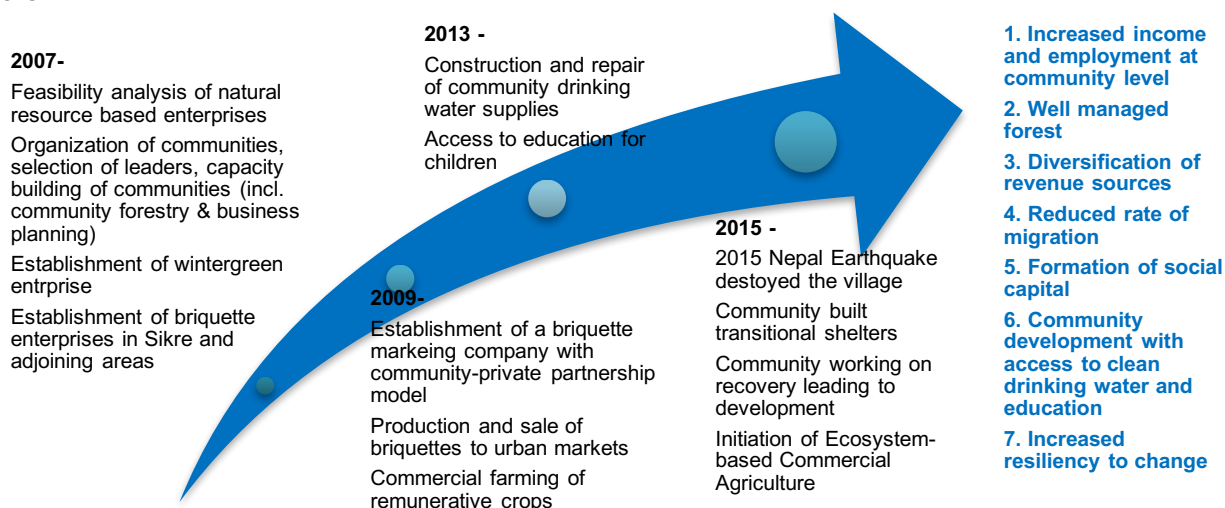 2007-
Feasibility analysis of natural
resource based enterprises
Organization of communities,
selection of leaders, capacity
building of communities (incl.
community forestry & business
planning)
Establishment of wintergreen
entrprise
Establishment of briquette
enterprises in Sikre and
adjoining areas
2009-
Establishment of a briquette
markeing company with
community-private partnership
model
Production and sale of
briquettes to urban markets
Commercial farming of
remunerative crops
2013 -
Construction and repair
of community drinking
water supplies
Access to education for
children
2015 -
2015 Nepal Earthquake
destoyed the village
Community built
transitional shelters
Community working on
recovery leading to
development
Initiation of Ecosystem-
based Commercial
Agriculture
1. Increased income
and employment at
community level
2. Well managed
forest
3. Diversification of
revenue sources
4. Reduced rate of
migration
5. Formation of social
capital
6. Community
development with
access to clean
drinking water and
education
7. Increased
resiliency to change